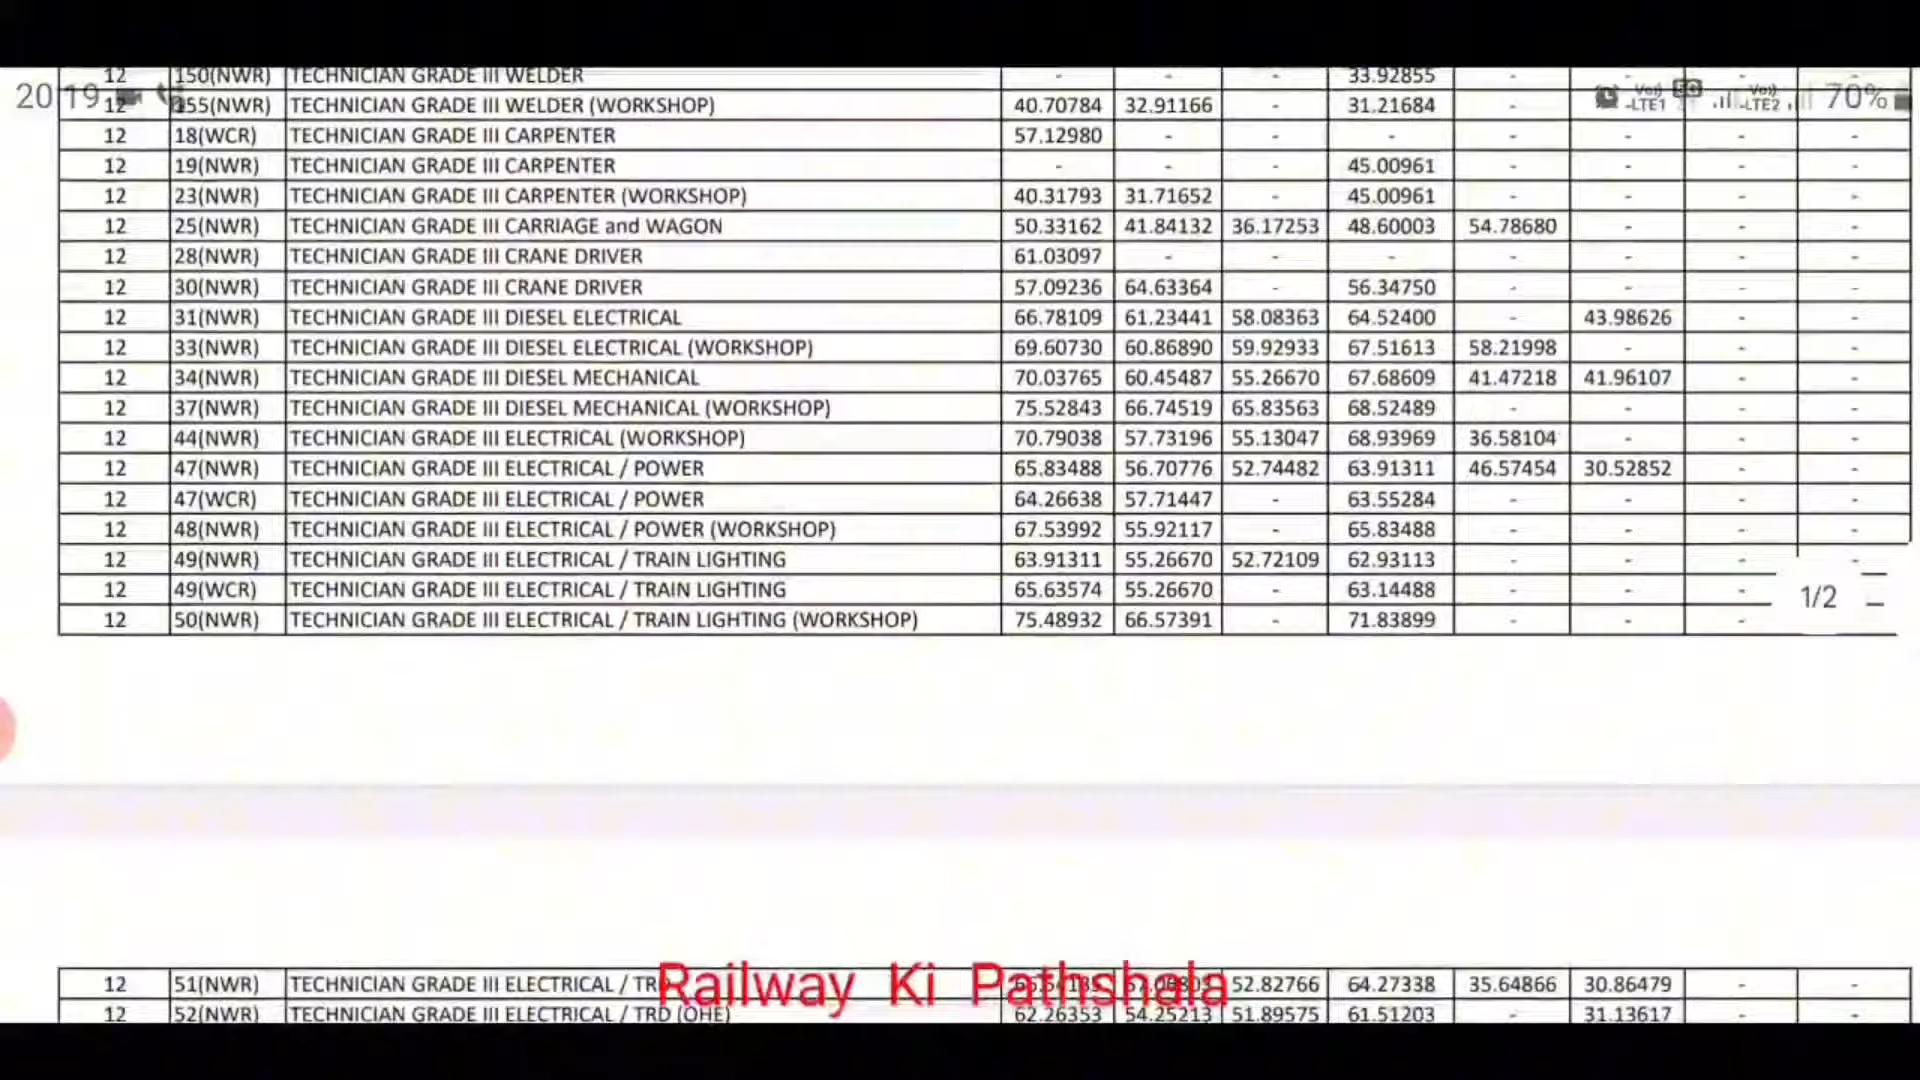 12 150(NWR) TECHNICIAN GRADE III WELDER - - - 33.92855 - - - -
20 19 Vo) LTE1 Vo) LTE2 70%
12 155(NWR) TECHNICIAN GRADE III WELDER (WORKSHOP) 40.70784 32.91166 - 31.21684 -
12 18(WCR) TECHNICIAN GRADE III CARPENTER 57.12980 - - - - - - -
12 19(NWR) TECHNICIAN GRADE III CARPENTER - - - 45.00961 - - - -
12 23(NWR) TECHNICIAN GRADE III CARPENTER (WORKSHOP) 40.31793 31.71652 - 45.00961 - - - -
12 25(NWR) TECHNICIAN GRADE III CARRIAGE and WAGON 50.33162 41.84132 36.17253 48.60003 54.78680 - - -
12 28(NWR) TECHNICIAN GRADE III CRANE DRIVER 61.03097 - - - - - - -
12 30(NWR) TECHNICIAN GRADE III CRANE DRIVER 57.09236 64.63364 - 56.34750 - - - -
12 31(NWR) TECHNICIAN GRADE III DIESEL ELECTRICAL 66.78109 61.23441 58.08363 64.52400 - 43.98626 - -
12 33(NWR) TECHNICIAN GRADE III DIESEL ELECTRICAL (WORKSHOP) 69.60730 60.86890 59.92933 67.51613 58.21998 - - -
12 34(NWR) TECHNICIAN GRADE III DIESEL MECHANICAL 70.03765 60.45487 55.26670 67.68609 41.47218 41.96107 - -
12 37(NWR) TECHNICIAN GRADE III DIESEL MECHANICAL (WORKSHOP) 75.52843 66.74519 65.83563 68.52489 - - - -
12 44(NWR) TECHNICIAN GRADE III ELECTRICAL (WORKSHOP) 70.79038 57.73196 55.13047 68.93969 36.58104 - - -
12 47(NWR) TECHNICIAN GRADE III ELECTRICAL / POWER 65.83488 56.70776 52.74482 63.91311 46.57454 30.52852 - -
12 47(WCR) TECHNICIAN GRADE III ELECTRICAL / POWER 64.26638 57.71447 - 63.55284 - - - -
12 48(NWR) TECHNICIAN GRADE III ELECTRICAL / POWER (WORKSHOP) 67.53992 55.92117 - 65.83488 - - - -
12 49(NWR) TECHNICIAN GRADE III ELECTRICAL / TRAIN LIGHTING 63.91311 55.26670 52.72109 62.93113 - - - -
12 49(WCR) TECHNICIAN GRADE III ELECTRICAL / TRAIN LIGHTING 65.63574 55.26670 - 63.14488 - - -
1/2
12 50(NWR) TECHNICIAN GRADE III ELECTRICAL / TRAIN LIGHTING (WORKSHOP) 75.48932 66.57391 - 71.83899 - - - -
12 51(NWR) TECHNICIAN GRADE III ELECTRICAL / TRD 52.82766 64.27338 35.64866 30.86479 - -
Railway Ki Pathshala
12 52(NWR) TECHNICIAN GRADE III ELECTRICAL / TRD (OHE) 62.26353 54.25213 51.89575 61.51203 - 31.13617 - -